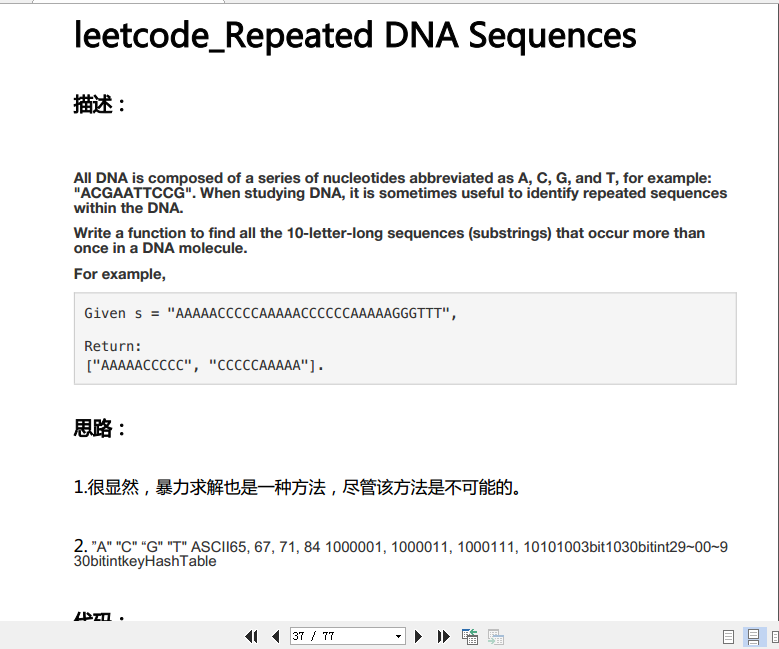 leetcode_Repeated DNA Sequences
描述：
All DNA is composed of a series of nucleotides abbreviated as A, C, G, and T, for example:
"ACGAATTCCG". When studying DNA, it is sometimes useful to identify repeated sequences
within the DNA.
Write a function to find all the 10-letter-long sequences (substrings) that occur more than
once in a DNA molecule.
For example,
Given s = "AAAAACCCCCAAAAACCCCCCAAAAAGGGTTT",
Return:
["AAAAACCCCC", "CCCCCAAAAA"].
思路：
1.很显然，暴力求解也是一种方法，尽管该方法是不可能的。
2. ”A" "C" “G" "T" ASCII65, 67, 71, 84 1000001, 1000011, 1000111, 10101003bit1030bitint29~00~9
30bitintkeyHashTable
代码：
37 / 77